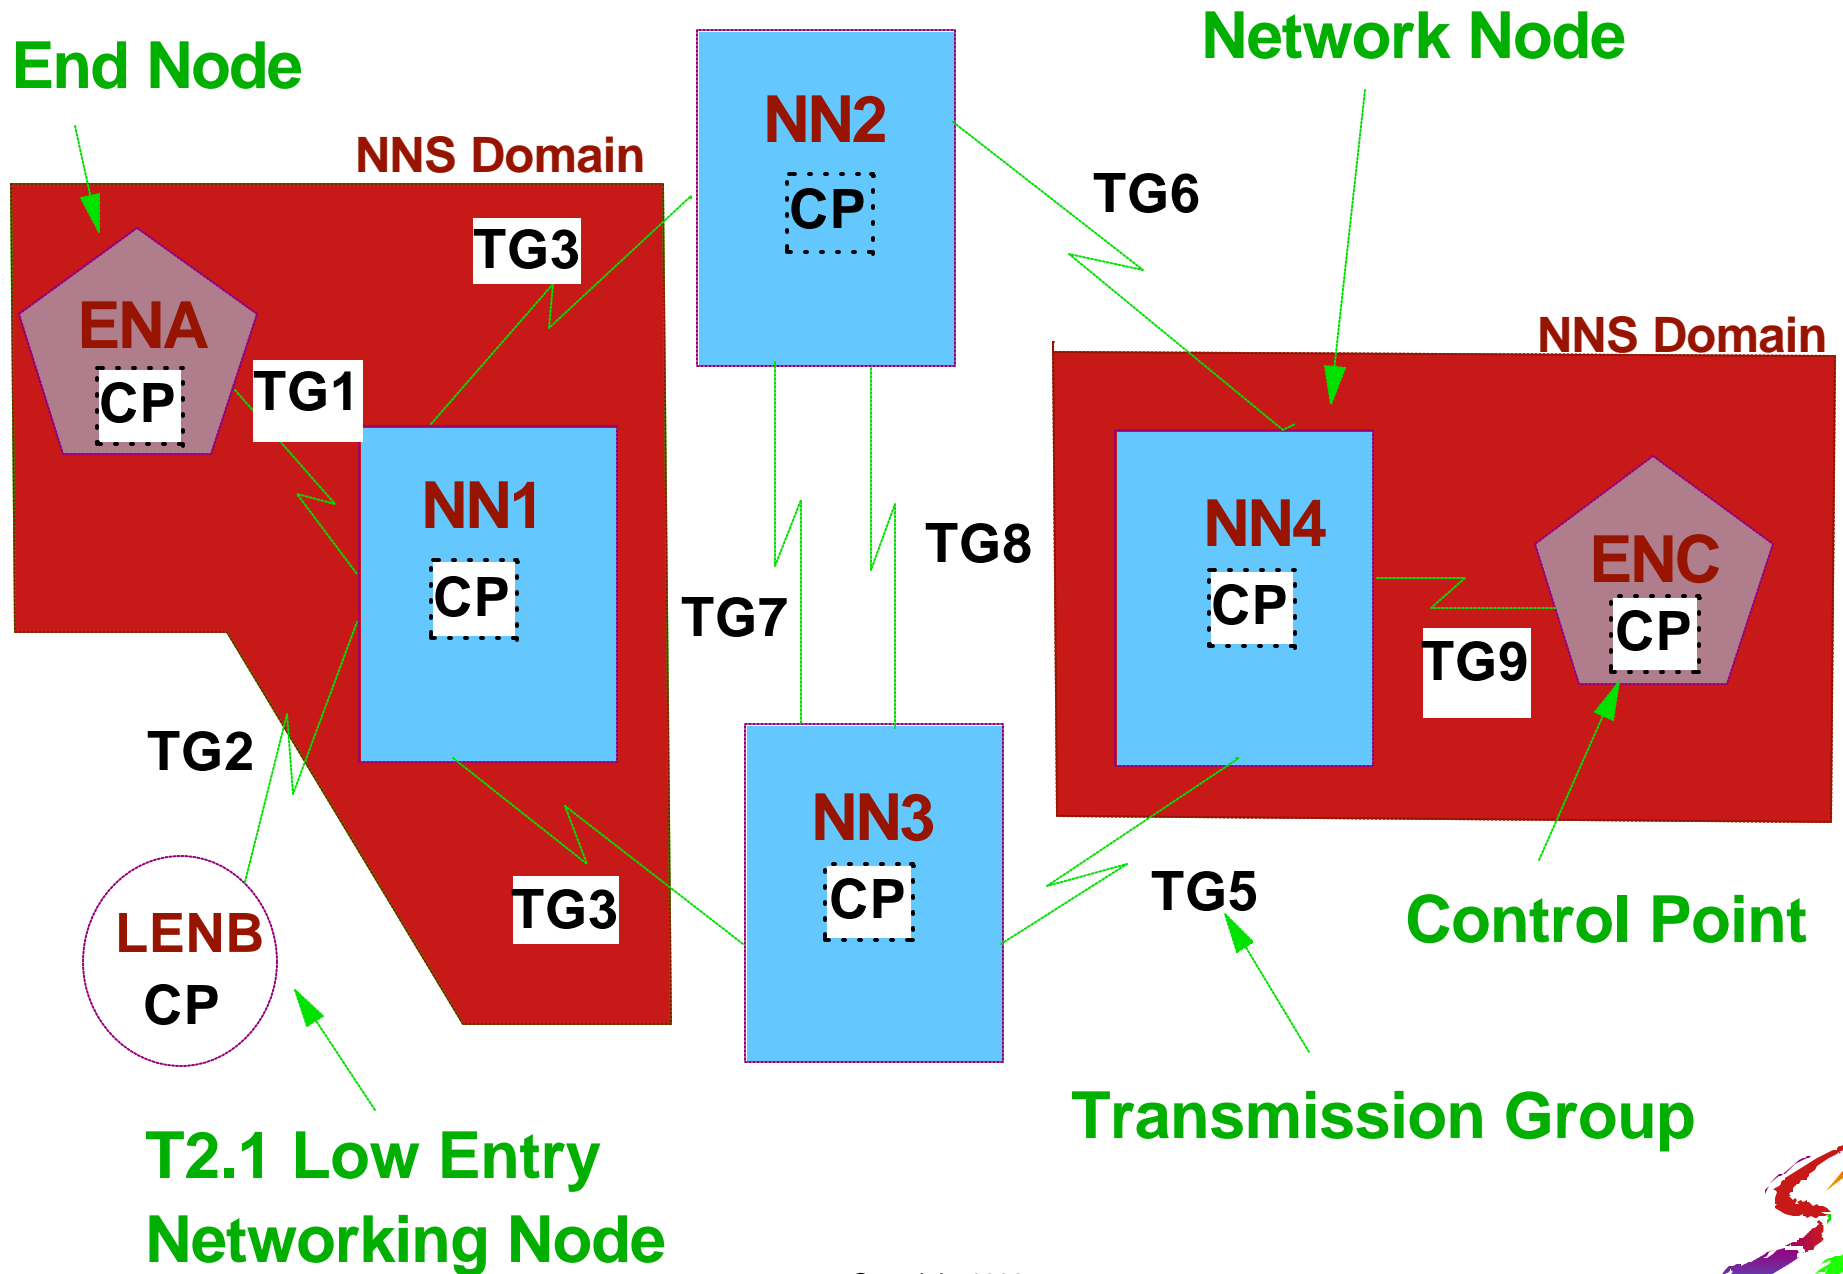 Network Node
End Node
NN2
CP
NNS Domain
TG6
TG3
ENA
CP
TG1
NNS Domain
NN1
CP
TG8
TG7
NN4
CP
ENC
CP
TG9
TG2
NN3
CP
TG3
TG5
LENB
CP
Control Point
Transmission Group
T2.1 Low Entry
Networking Node